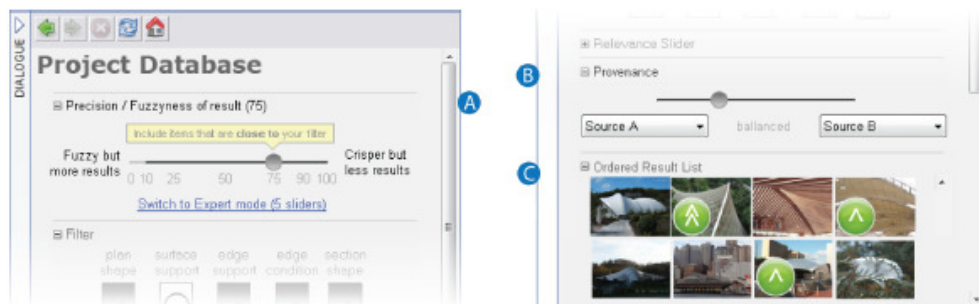 DIALOGUE
Project Database
Precision / Fuzzyness of result (75)
Include items that are close to your filter
Fuzzy but
more results
Crisper but
less results
0 10 25 50 75 90 100
Switch to Expert mode (5 sliders)
Filter
plan shape
surface support
edge support
edge condition
section shape
A
Relevance Slider
B
Provenance
Source A
ballanced
Source B
C
Ordered Result List